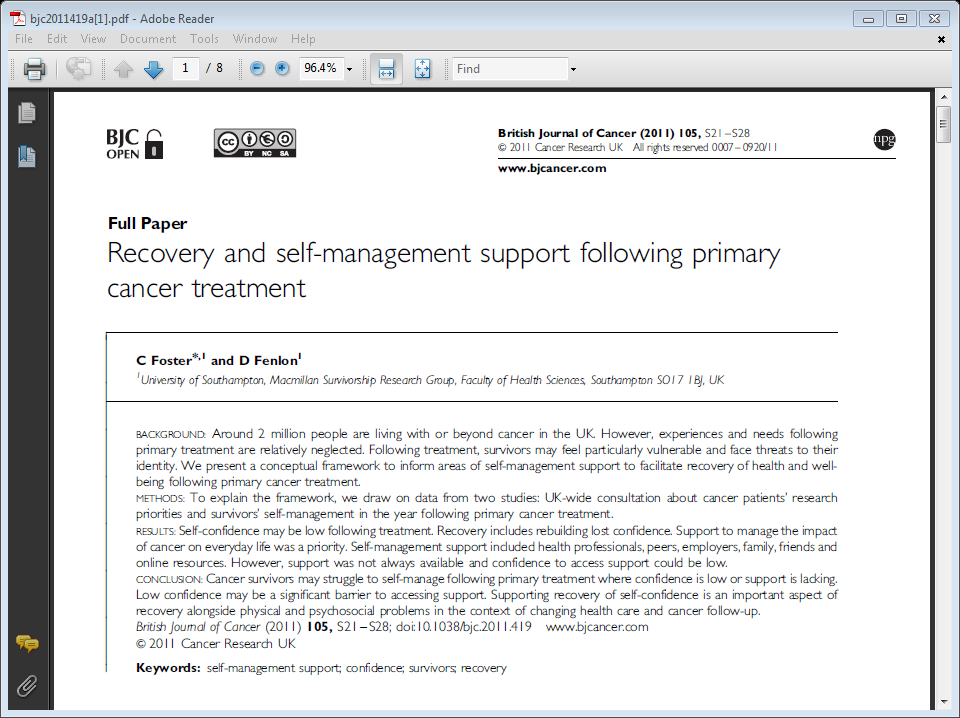 bjc2011419a[1].pdf - Adobe Reader
File Edit View Document Tools Window Help
1 / 8 96.4% Find
BJC
OPEN
cc BY NC SA
British Journal of Cancer (2011) 105, S21–S28
© 2011 Cancer Research UK All rights reserved 0007–0920/11
npg
www.bjcancer.com
Full Paper
Recovery and self-management support following primary
cancer treatment
C Foster*,1 and D Fenlon1
1University of Southampton, Macmillan Survivorship Research Group, Faculty of Health Sciences, Southampton SO17 1BJ, UK
BACKGROUND: Around 2 million people are living with or beyond cancer in the UK. However, experiences and needs following
primary treatment are relatively neglected. Following treatment, survivors may feel particularly vulnerable and face threats to their
identity. We present a conceptual framework to inform areas of self-management support to facilitate recovery of health and well-
being following primary cancer treatment.
METHODS: To explain the framework, we draw on data from two studies: UK-wide consultation about cancer patients' research
priorities and survivors' self-management in the year following primary cancer treatment.
RESULTS: Self-confidence may be low following treatment. Recovery includes rebuilding lost confidence. Support to manage the impact
of cancer on everyday life was a priority. Self-management support included health professionals, peers, employers, family, friends and
online resources. However, support was not always available and confidence to access support could be low.
CONCLUSION: Cancer survivors may struggle to self-manage following primary treatment where confidence is low or support is lacking.
Low confidence may be a significant barrier to accessing support. Supporting recovery of self-confidence is an important aspect of
recovery alongside physical and psychosocial problems in the context of changing health care and cancer follow-up.
British Journal of Cancer (2011) 105, S21–S28; doi:10.1038/bjc.2011.419 www.bjcancer.com
© 2011 Cancer Research UK
Keywords: self-management support; confidence; survivors; recovery